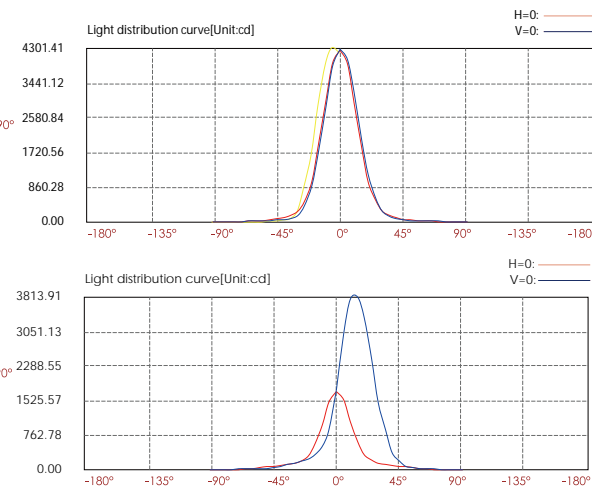 H=0:
Light distribution curve[Unit:cd]
V=0:
4301.41
3441.12
2580.84
90°
1720.56
860.28
0.00
-180° -135° -90° -45° 0° 45° 90° -135° -180°
H=0:
Light distribution curve[Unit:cd]
V=0:
3813.91
3051.13
2288.55
1525.57
762.78
0.00
-180° -135° -90° -45° 0° 45° 90° -135° -180°